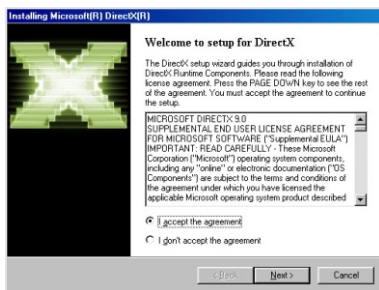 Installing Microsoft(R) DirectX(R)
Welcome to setup for DirectX
The DirectX setup wizard guides you through installation of
DirectX Runtime Components. Please read the following
license agreement. Press the PAGE DOWN key to see the rest
of the agreement. You must accept the agreement to continue
the setup.
MICROSOFT DIRECTX 9.0
SUPPLEMENTAL END USER LICENSE AGREEMENT
FOR MICROSOFT SOFTWARE ("Supplemental EULA")
IMPORTANT: READ CAREFULLY - These Microsoft
Corporation ("Microsoft") operating system components,
including any "online" or electronic documentation ("OS
Components") are subject to the terms and conditions of
the agreement under which you have licensed the
applicable Microsoft operating system product described
I accept the agreement
I don't accept the agreement
< Back
Next >
Cancel